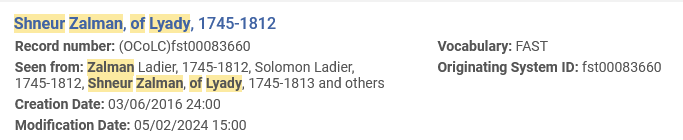 Shneur Zalman, of Lyady, 1745-1812
Record number: (OCoLC)fst00083660
Vocabulary: FAST
Seen from: Zalman Ladier, 1745-1812, Solomon Ladier,
Originating System ID: fst00083660
1745-1812, Shneur Zalman, of Lyady, 1745-1813 and others
Creation Date: 03/06/2016 24:00
Modification Date: 05/02/2024 15:00